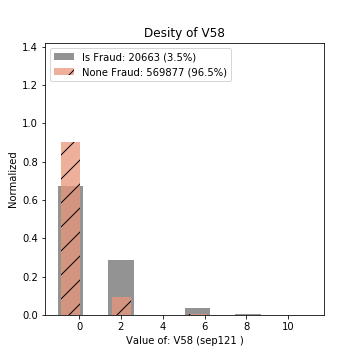 Desity of V58
Is Fraud: 20663 (3.5%)
None Fraud: 569877 (96.5%)
Normalized
1.4
1.2
1.0
0.8
0.6
0.4
0.2
0.0
0 2 4 6 8 10
Value of: V58 (sep121 )